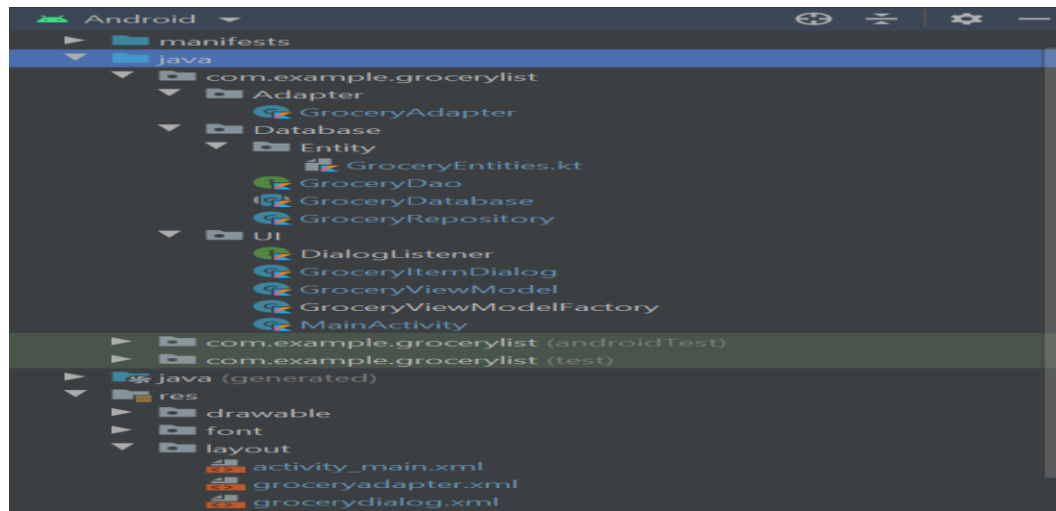 Android
manifests
java
com.example.grocerylist
Adapter
GroceryAdapter
Database
Entity
GroceryEntities.kt
GroceryDao
GroceryDatabase
GroceryRepository
UI
DialogListener
GroceryItemDialog
GroceryViewModel
GroceryViewModelFactory
MainActivity
com.example.grocerylist (androidTest)
com.example.grocerylist (test)
java (generated)
res
drawable
font
layout
activity_main.xml
groceryadapter.xml
grocerydialog.xml